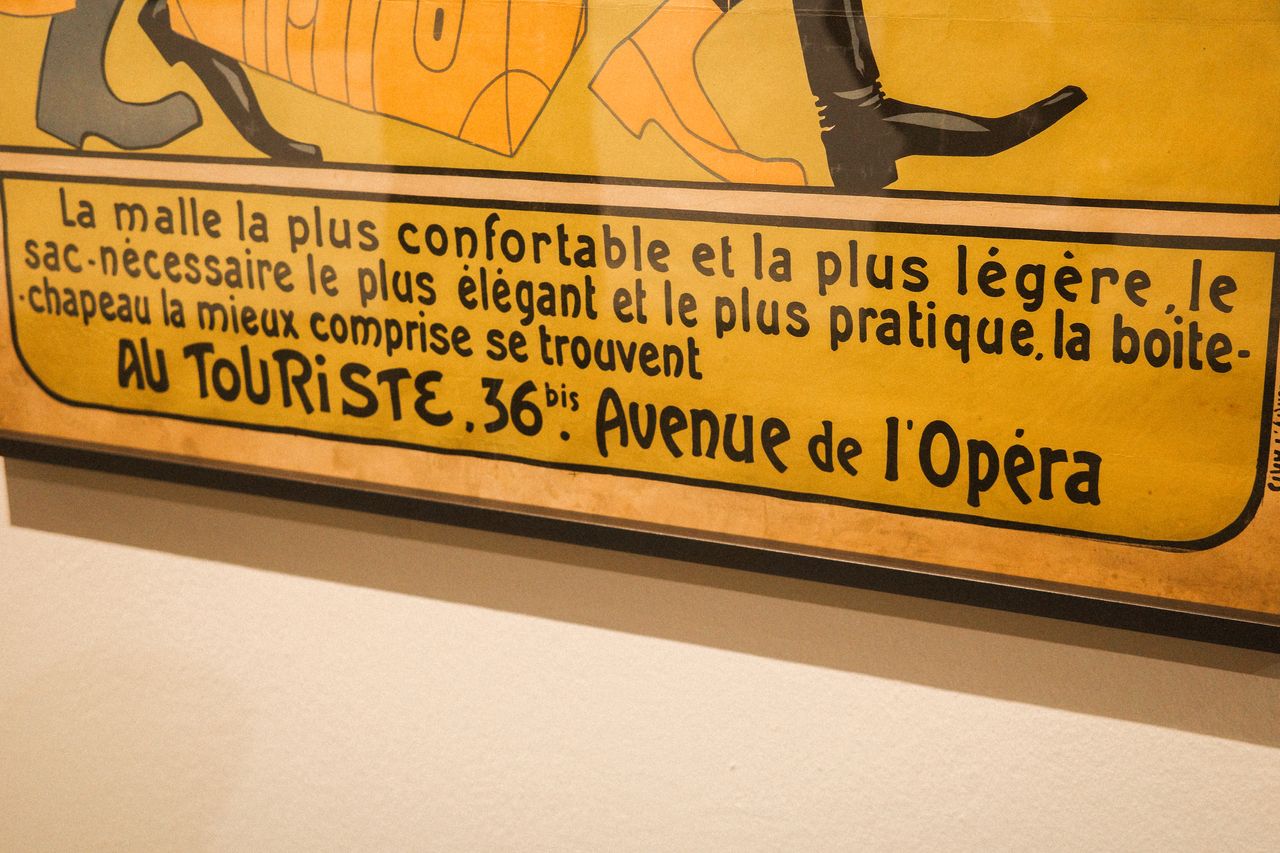 La malle la plus confortable et la plus légère, le
sac-nécessaire le plus élégant et le plus pratique, la boite-
-chapeau la mieux comprise se trouvent
AU TOURiSTE, 36bis. Avenue de l'Opéra